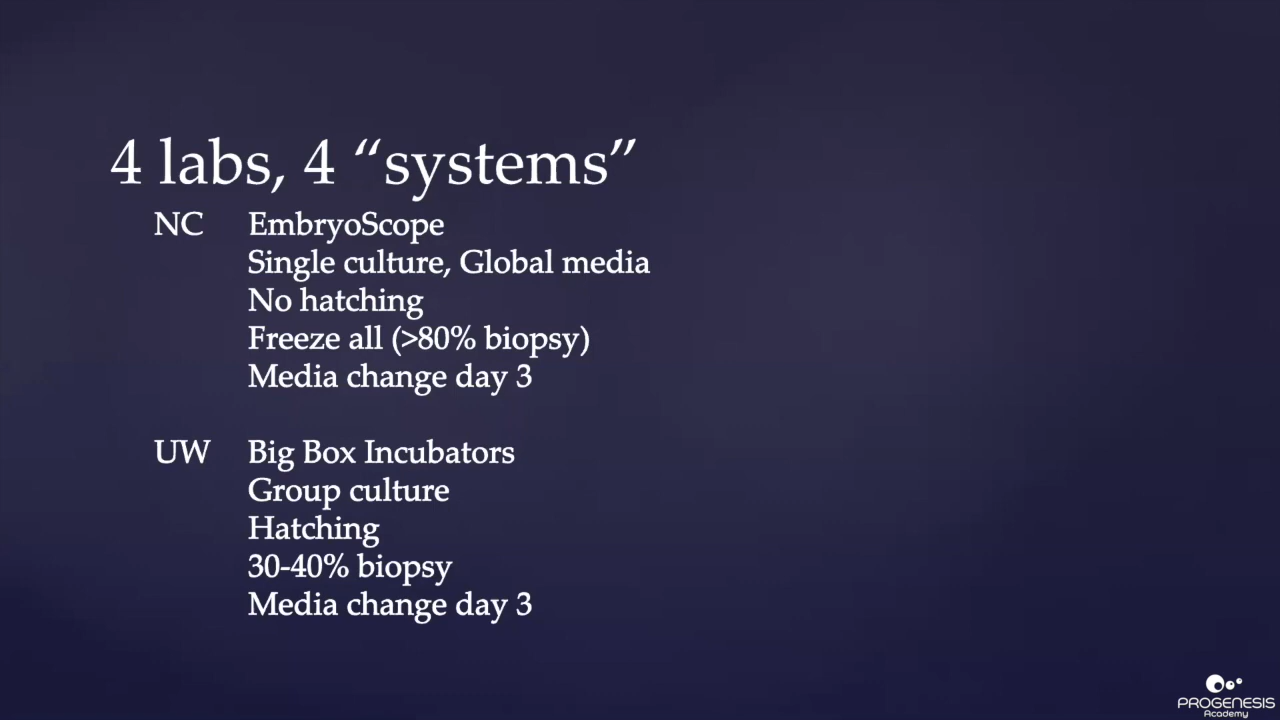 4 labs, 4 “systems”
NC EmbryoScope
Single culture, Global media
No hatching
Freeze all (>80% biopsy)
Media change day 3
UW Big Box Incubators
Group culture
Hatching
30-40% biopsy
Media change day 3
PROGENESIS
Academy